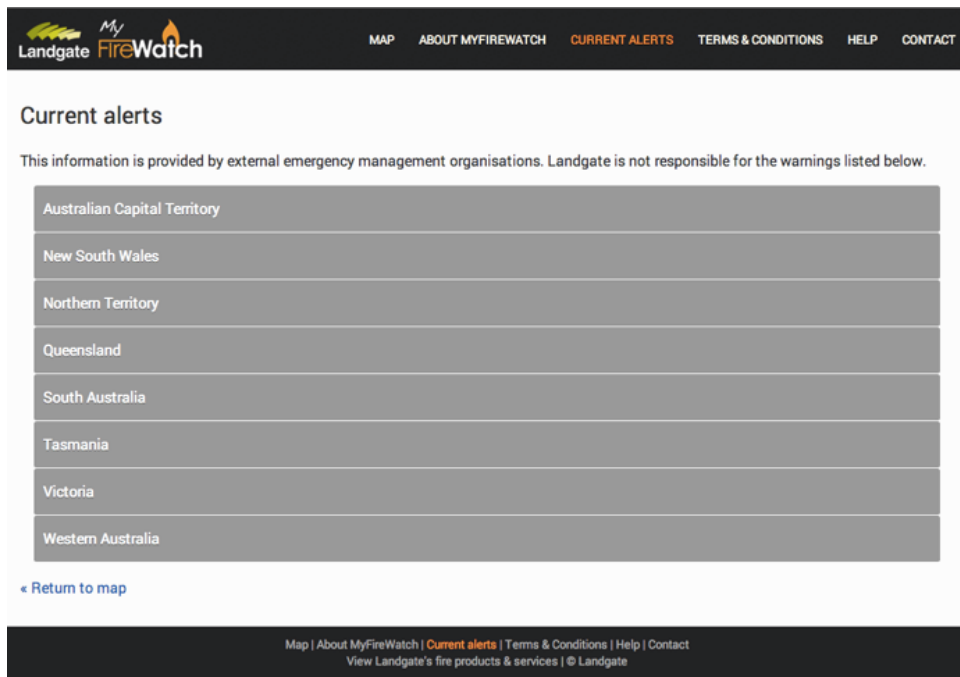 Landgate My FireWatch
MAP ABOUT MYFIREWATCH CURRENT ALERTS TERMS & CONDITIONS HELP CONTACT
Current alerts
This information is provided by external emergency management organisations. Landgate is not responsible for the warnings listed below.
Australian Capital Territory
New South Wales
Northern Territory
Queensland
South Australia
Tasmania
Victoria
Western Australia
« Return to map
Map | About MyFireWatch | Current alerts | Terms & Conditions | Help | Contact
View Landgate's fire products & services | © Landgate